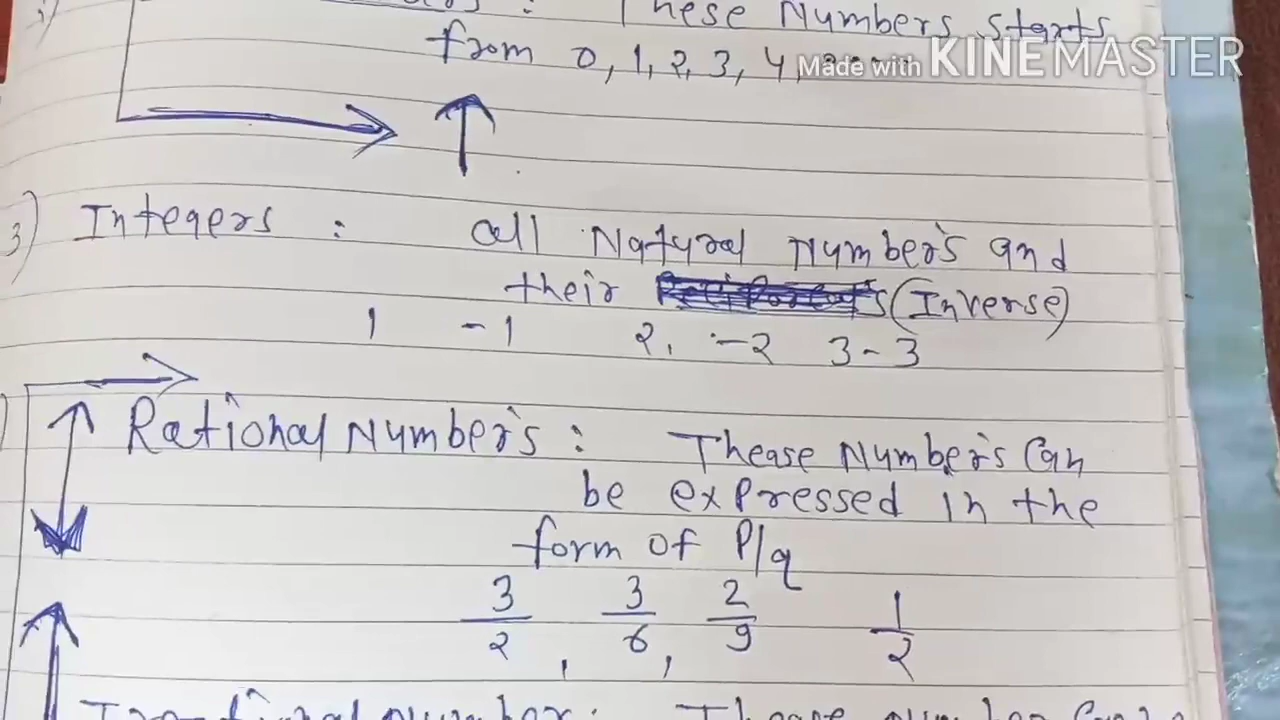 : These Numbers starts
from 0, 1, 2, 3, 4,
Made with KINEMASTER
3) Integers : All Natural Numbers and
their (Inverse)
1 -1 2, -2 3 -3
Rational Numbers : Thease Numbers Can
be expressed in the
form of P/q
3/2, 3/6, 2/9 1/2